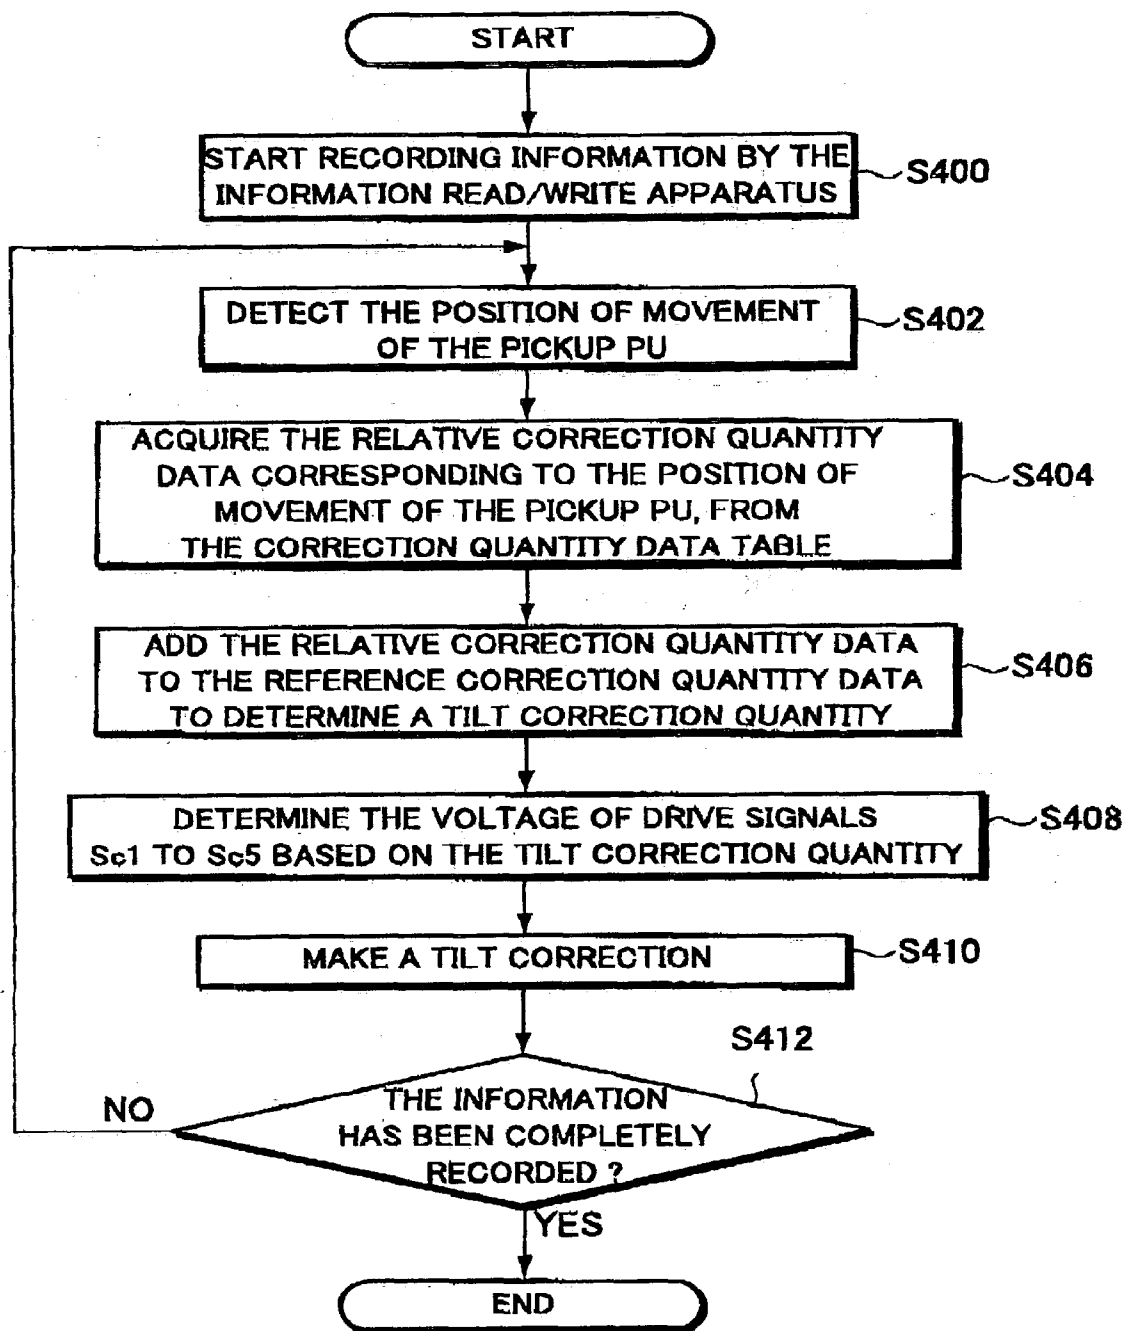 START
START RECORDING INFORMATION BY THE
INFORMATION READ/WRITE APPARATUS
S400
DETECT THE POSITION OF MOVEMENT
OF THE PICKUP PU
S402
ACQUIRE THE RELATIVE CORRECTION QUANTITY
DATA CORRESPONDING TO THE POSITION OF
MOVEMENT OF THE PICKUP PU, FROM
THE CORRECTION QUANTITY DATA TABLE
S404
ADD THE RELATIVE CORRECTION QUANTITY DATA
TO THE REFERENCE CORRECTION QUANTITY DATA
TO DETERMINE A TILT CORRECTION QUANTITY
S406
DETERMINE THE VOLTAGE OF DRIVE SIGNALS
Sc1 TO Sc5 BASED ON THE TILT CORRECTION QUANTITY
S408
MAKE A TILT CORRECTION
S410
S412
THE INFORMATION
HAS BEEN COMPLETELY
RECORDED ?
NO
YES
END